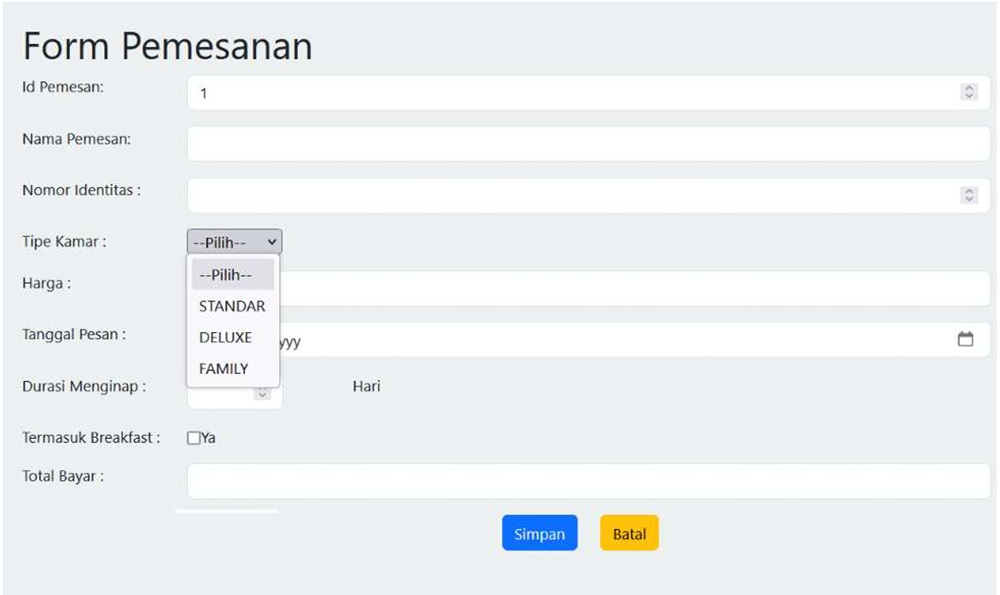 Form Pemesanan
Id Pemesan:
1
Nama Pemesan:
Nomor Identitas :
Tipe Kamar :
--Pilih--
--Pilih--
STANDAR
DELUXE
FAMILY
Harga :
Tanggal Pesan :
yyy
Durasi Menginap :
Hari
Termasuk Breakfast :
Ya
Total Bayar :
Simpan
Batal